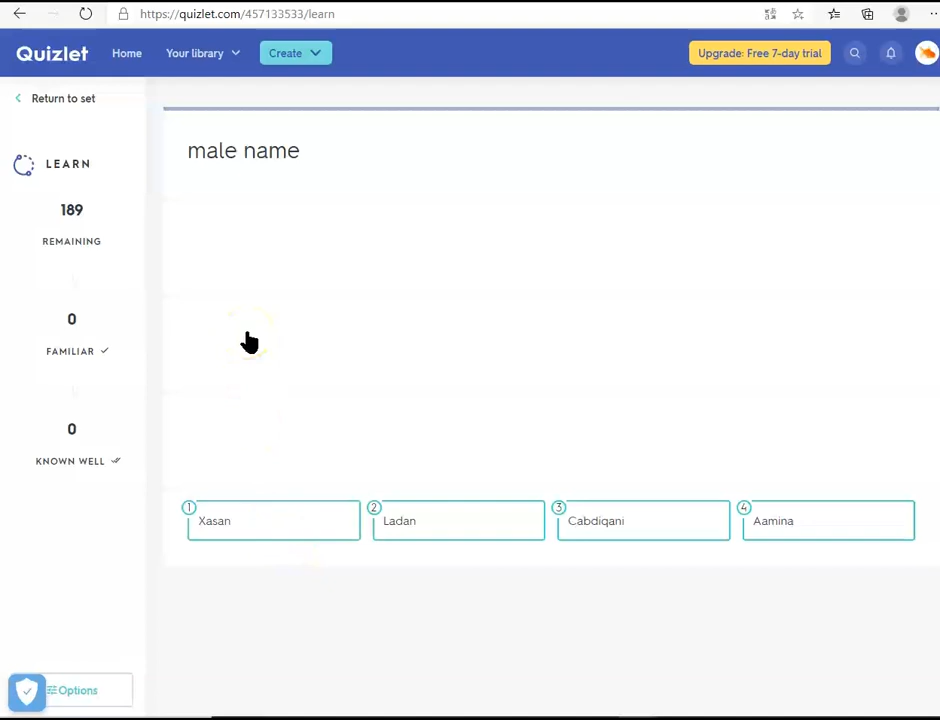 https://quizlet.com/457133533/learn
Quizlet Home Your library Create Upgrade: Free 7-day trial
Return to set
LEARN
189
REMAINING
0
FAMILIAR
0
KNOWN WELL
Options
male name
1 Xasan
2 Ladan
3 Cabdiqani
4 Aamina